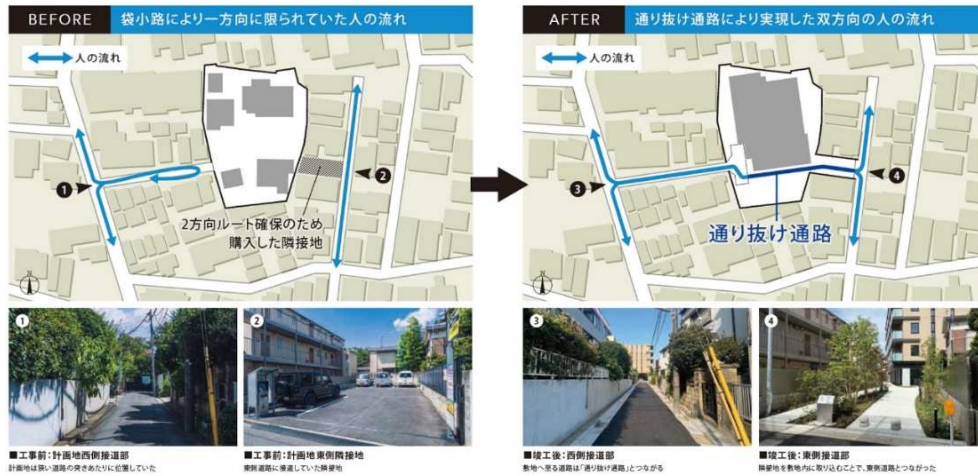 BEFORE 袋小路により一方向に限られていた人の流れ
人の流れ
1
2
2方向ルート確保のため
購入した隣接地
N
AFTER 通り抜け通路により実現した双方向の人の流れ
人の流れ
3
4
通り抜け通路
N
1
2
3
4
■工事前:計画地西側接道部
計画地は狭い道路の突きあたりに位置していた
■工事前:計画地東側隣接地
東側道路に接道していた隣接地
■竣工後:西側接道部
敷地へ至る道路は「通り抜け通路」とつながる
■竣工後:東側接道部
隣接地を敷地内に取り込むことで、東側道路とつながった